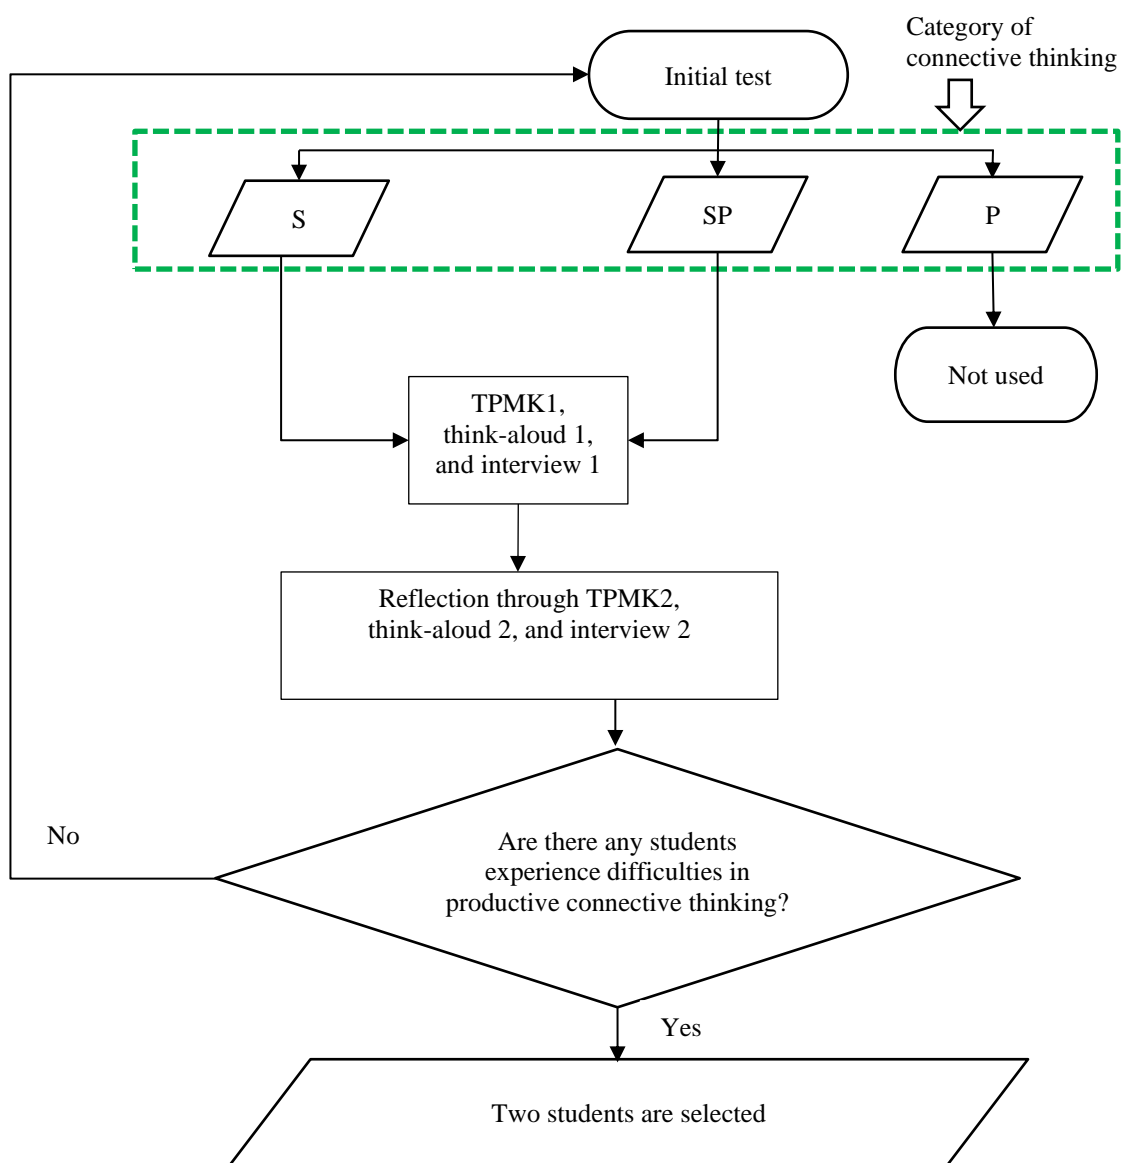 Category of
connective thinking
Initial test
S
SP
P
Not used
TPMK1,
think-aloud 1,
and interview 1
Reflection through TPMK2,
think-aloud 2, and interview 2
No
Are there any students
experience difficulties in
productive connective thinking?
Yes
Two students are selected